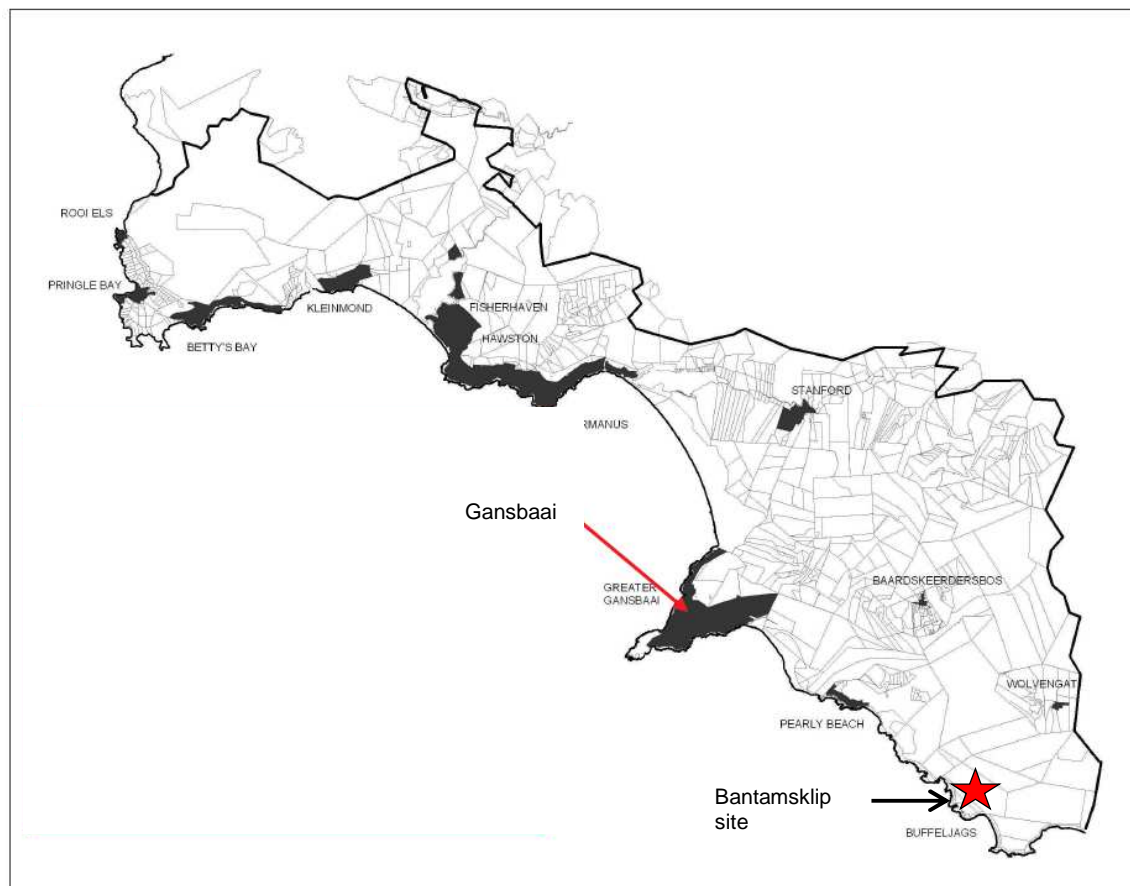 ROOI ELS
PRINGLE BAY
BETTY'S BAY
KLEINMOND
FISHERHAVEN
HAWSTON
RMANUS
STANFORD
Gansbaai
GREATER
GANSBAAI
BAARDSKEERDERSBOS
WOLVENGAT
PEARLY BEACH
Bantamsklip
site
BUFFELJAGS